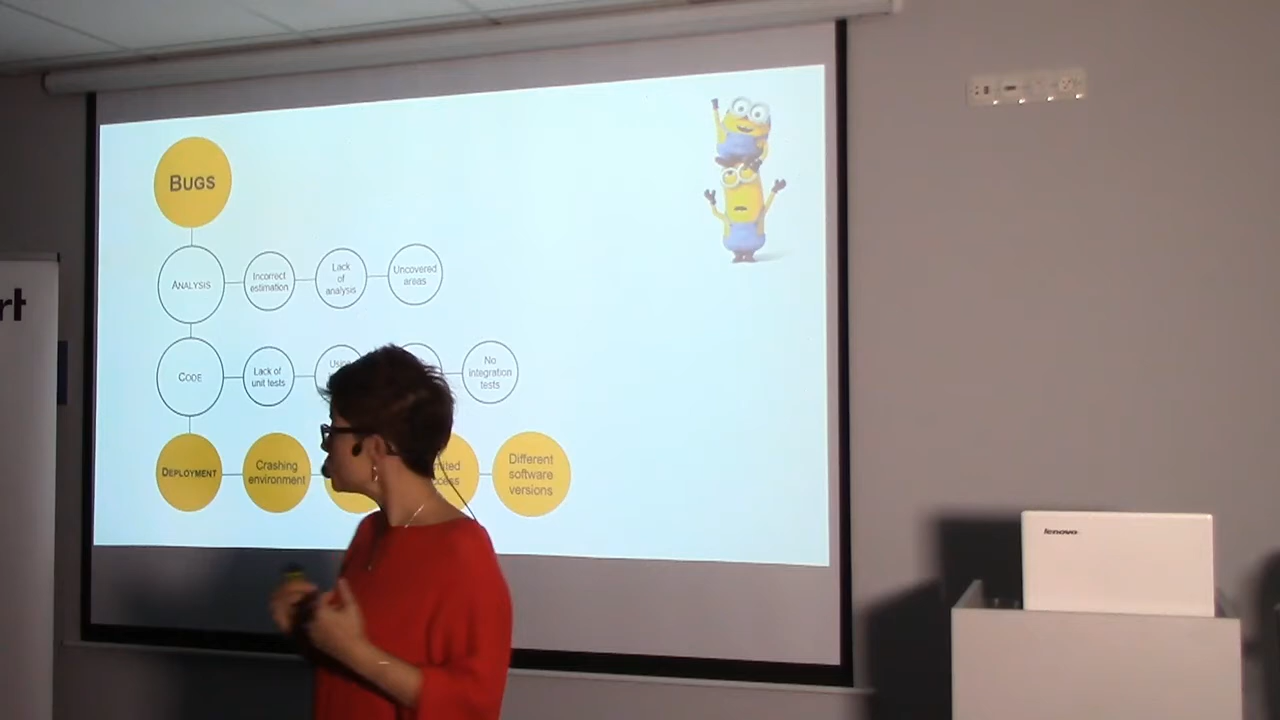 BUGS
ANALYSIS
Incorrect
estimation
Lack
of
analysis
Uncovered
areas
CODE
Lack of
unit tests
No
integration
tests
DEPLOYMENT
Crashing
environment
Different
software
versions
lenovo